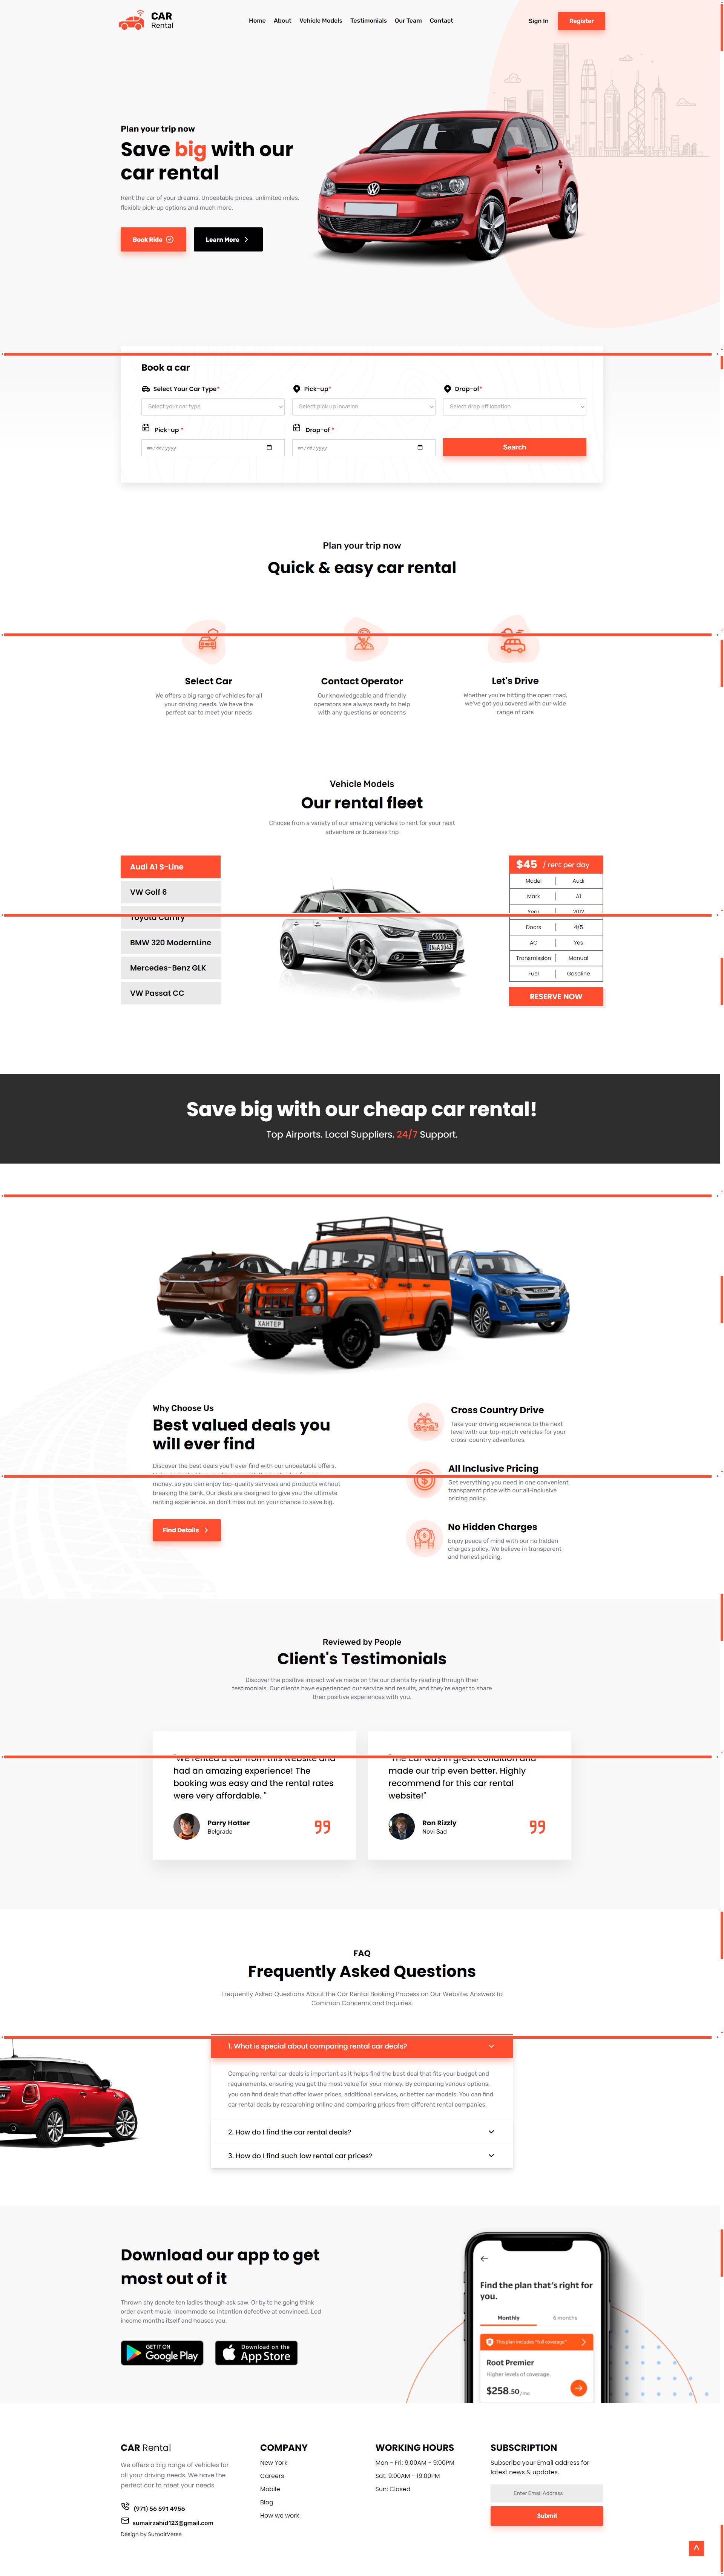 CAR
Rental
Home About Vehicle Models Testimonials Our Team Contact
Sign In
Register
Plan your trip now
Save big with our
car rental
Rent the car of your dreams. Unbeatable prices, unlimited miles,
flexible pick-up options and much more.
Book Ride
Learn More
Book a car
Select Your Car Type*
Pick-up*
Drop-of*
Select your car type
Select pick up location
Select drop off location
Pick-up *
Drop-of *
mm/dd/yyyy
mm/dd/yyyy
Search
Plan your trip now
Quick & easy car rental
Select Car
We offers a big range of vehicles for all
your driving needs. We have the
perfect car to meet your needs
Contact Operator
Our knowledgeable and friendly
operators are always ready to help
with any questions or concerns
Let's Drive
Whether you're hitting the open road,
we've got you covered with our wide
range of cars
Vehicle Models
Our rental fleet
Choose from a variety of our amazing vehicles to rent for your next
adventure or business trip
Audi A1 S-Line
VW Golf 6
Toyota Camry
BMW 320 ModernLine
Mercedes-Benz GLK
VW Passat CC
IN A1043
$45 / rent per day
Model Audi
Mark A1
Year 2012
Doors 4/5
AC Yes
Transmission Manual
Fuel Gasoline
RESERVE NOW
Save big with our cheap car rental!
Top Airports. Local Suppliers. 24/7 Support.
ХАНТЕР
Why Choose Us
Best valued deals you
will ever find
Discover the best deals you'll ever find with our unbeatable offers.
money, so you can enjoy top-quality services and products without
breaking the bank. Our deals are designed to give you the ultimate
renting experience, so don't miss out on your chance to save big.
Find Details
Cross Country Drive
Take your driving experience to the next
level with our top-notch vehicles for your
cross-country adventures.
All Inclusive Pricing
Get everything you need in one convenient,
transparent price with our all-inclusive
pricing policy.
No Hidden Charges
Enjoy peace of mind with our no hidden
charges policy. We believe in transparent
and honest pricing.
Reviewed by People
Client's Testimonials
Discover the positive impact we've made on the our clients by reading through their
testimonials. Our clients have experienced our service and results, and they're eager to share
their positive experiences with you.
"We rented a car from this website and
had an amazing experience! The
booking was easy and the rental rates
were very affordable. "
Parry Hotter
Belgrade
"The car was in great condition and
made our trip even better. Highly
recommend for this car rental
website!"
Ron Rizzly
Novi Sad
FAQ
Frequently Asked Questions
Frequently Asked Questions About the Car Rental Booking Process on Our Website: Answers to
Common Concerns and Inquiries.
1. What is special about comparing rental car deals?
Comparing rental car deals is important as it helps find the best deal that fits your budget and
requirements, ensuring you get the most value for your money. By comparing various options,
you can find deals that offer lower prices, additional services, or better car models. You can find
car rental deals by researching online and comparing prices from different rental companies.
2. How do I find the car rental deals?
3. How do I find such low rental car prices?
Download our app to get
most out of it
Thrown shy denote ten ladies though ask saw. Or by to he going think
order event music. Incommode so intention defective at convinced. Led
income months itself and houses you.
GET IT ON
Google Play
Download on the
App Store
Find the plan that's right for
you.
Monthly
6 months
This plan includes "full coverage"
Root Premier
Higher levels of coverage.
$258.50/mo
CAR Rental
We offers a big range of vehicles for
all your driving needs. We have the
perfect car to meet your needs.
(971) 56 591 4956
sumairzahid123@gmail.com
Design by SumairVerse
COMPANY
New York
Careers
Mobile
Blog
How we work
WORKING HOURS
Mon - Fri: 9:00AM - 9:00PM
Sat: 9:00AM - 19:00PM
Sun: Closed
SUBSCRIPTION
Subscribe your Email address for
latest news & updates.
Enter Email Address
Submit